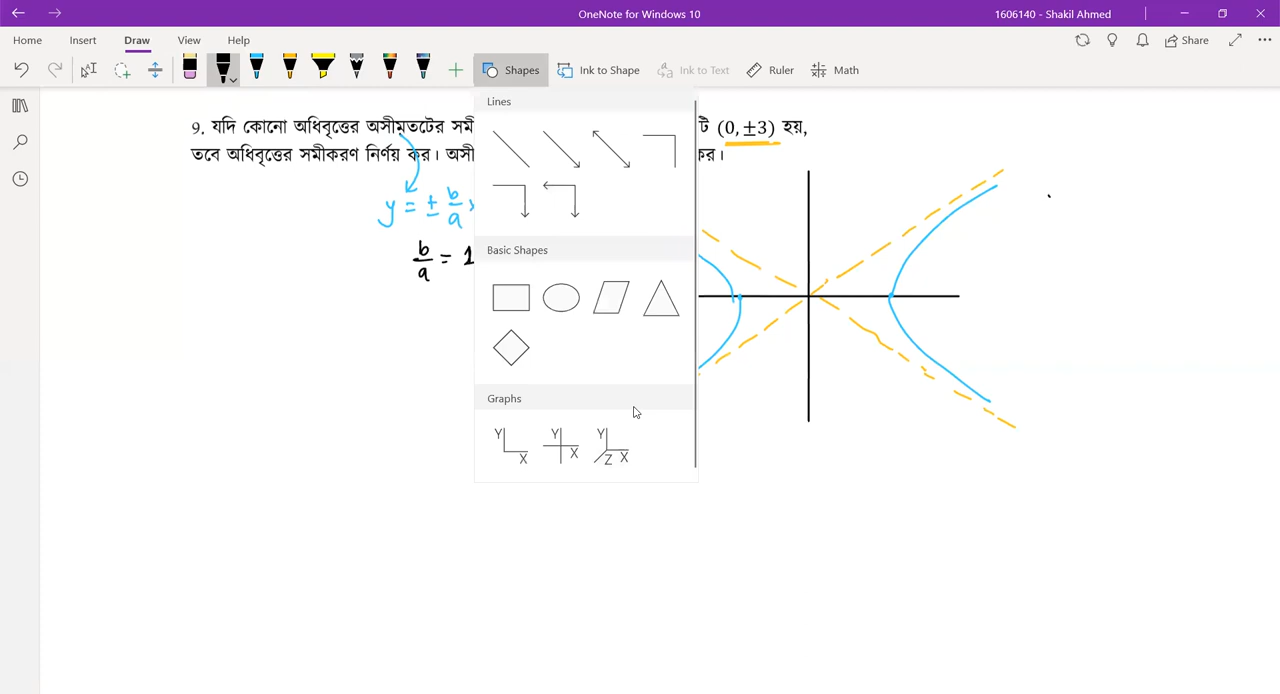 OneNote for Windows 10
1606140 - Shakil Ahmed
Home Insert Draw View Help
Share
Shapes Ink to Shape Ink to Text Ruler Math
Lines
Basic Shapes
Graphs
Y X Y X Y Z X
9. যদি কোনো অধিবৃত্তের অসীমতটের সমী টি (0, ±3) হয়,
তবে অধিবৃত্তের সমীকরণ নির্ণয় কর। অসী কর।
y = ± b/a x
b/a = 1